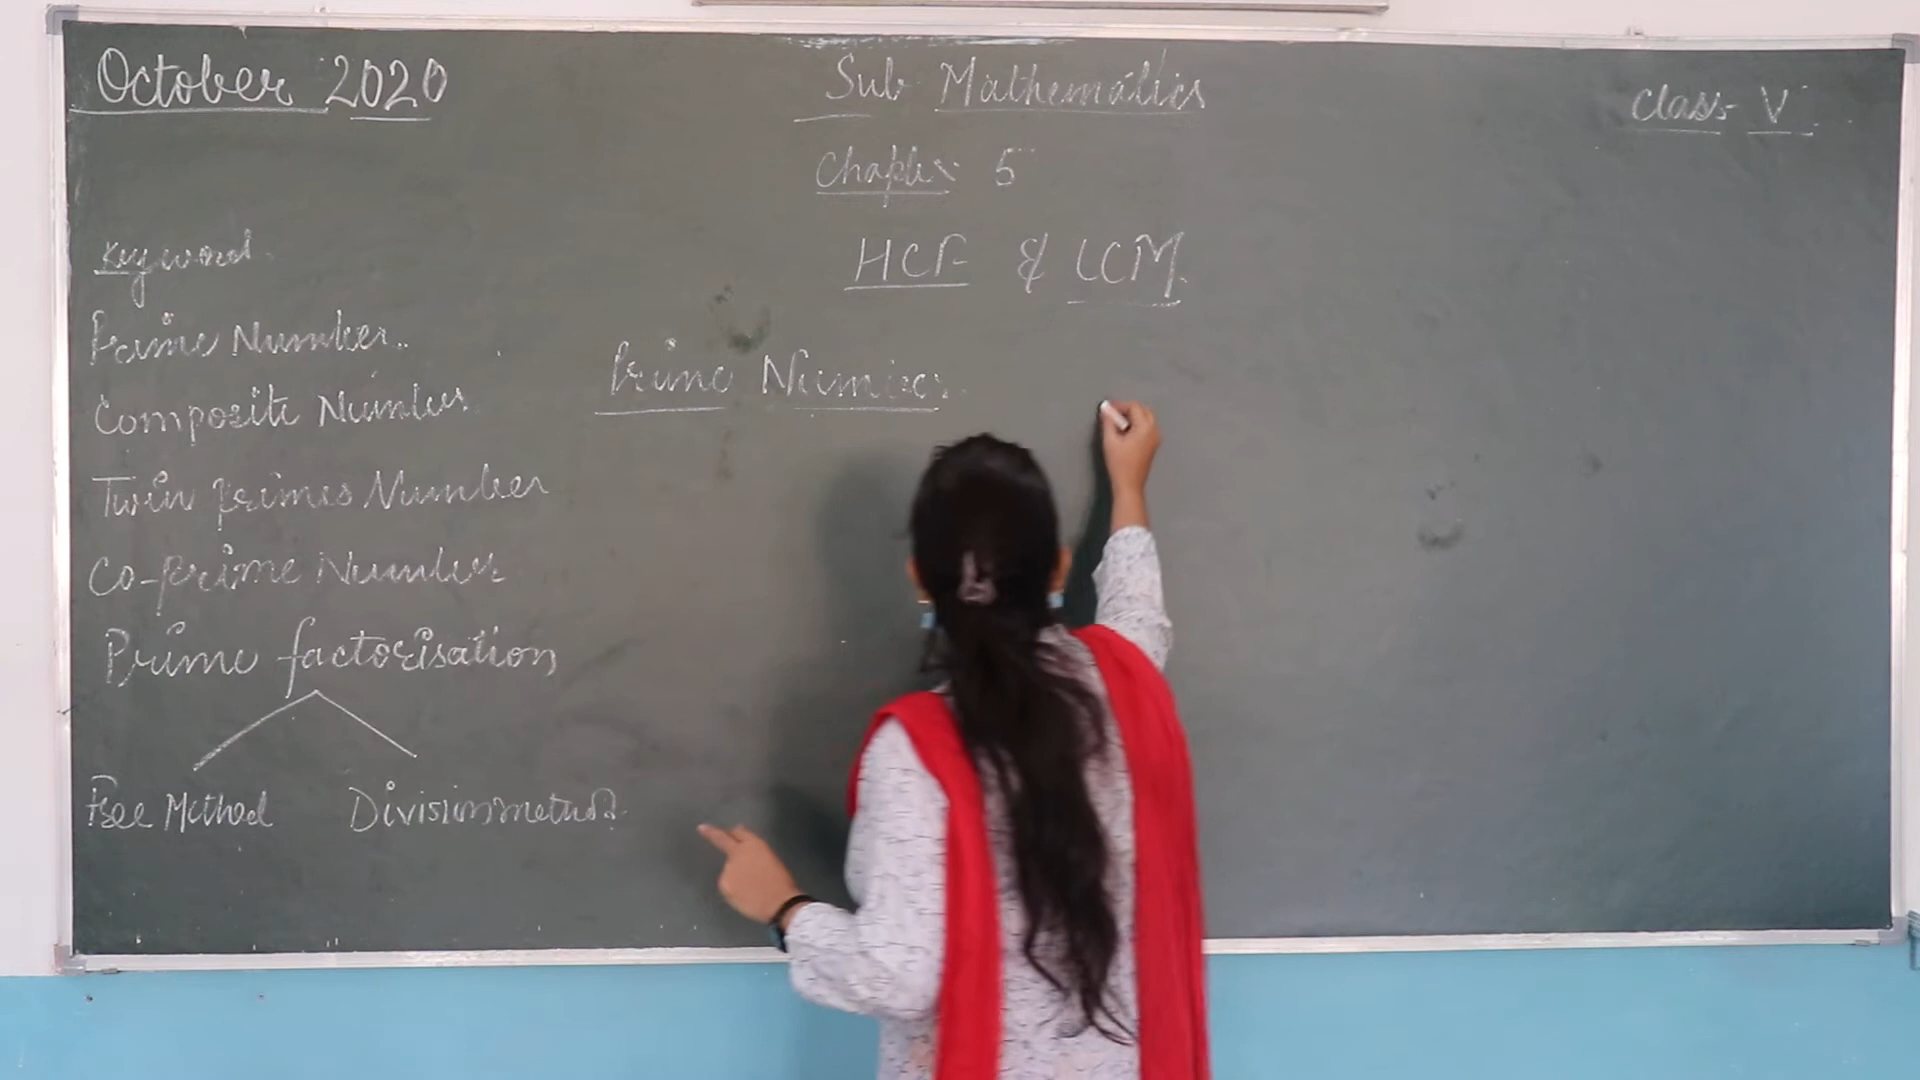 October 2020
Sub Mathematics
Class- V
Chapter 5
HCF & LCM
Keyword
Prime Number
Composite Number
Twin primes Number
Co-prime Number
Prime factorisation
Tree Method Division method
Prime Number